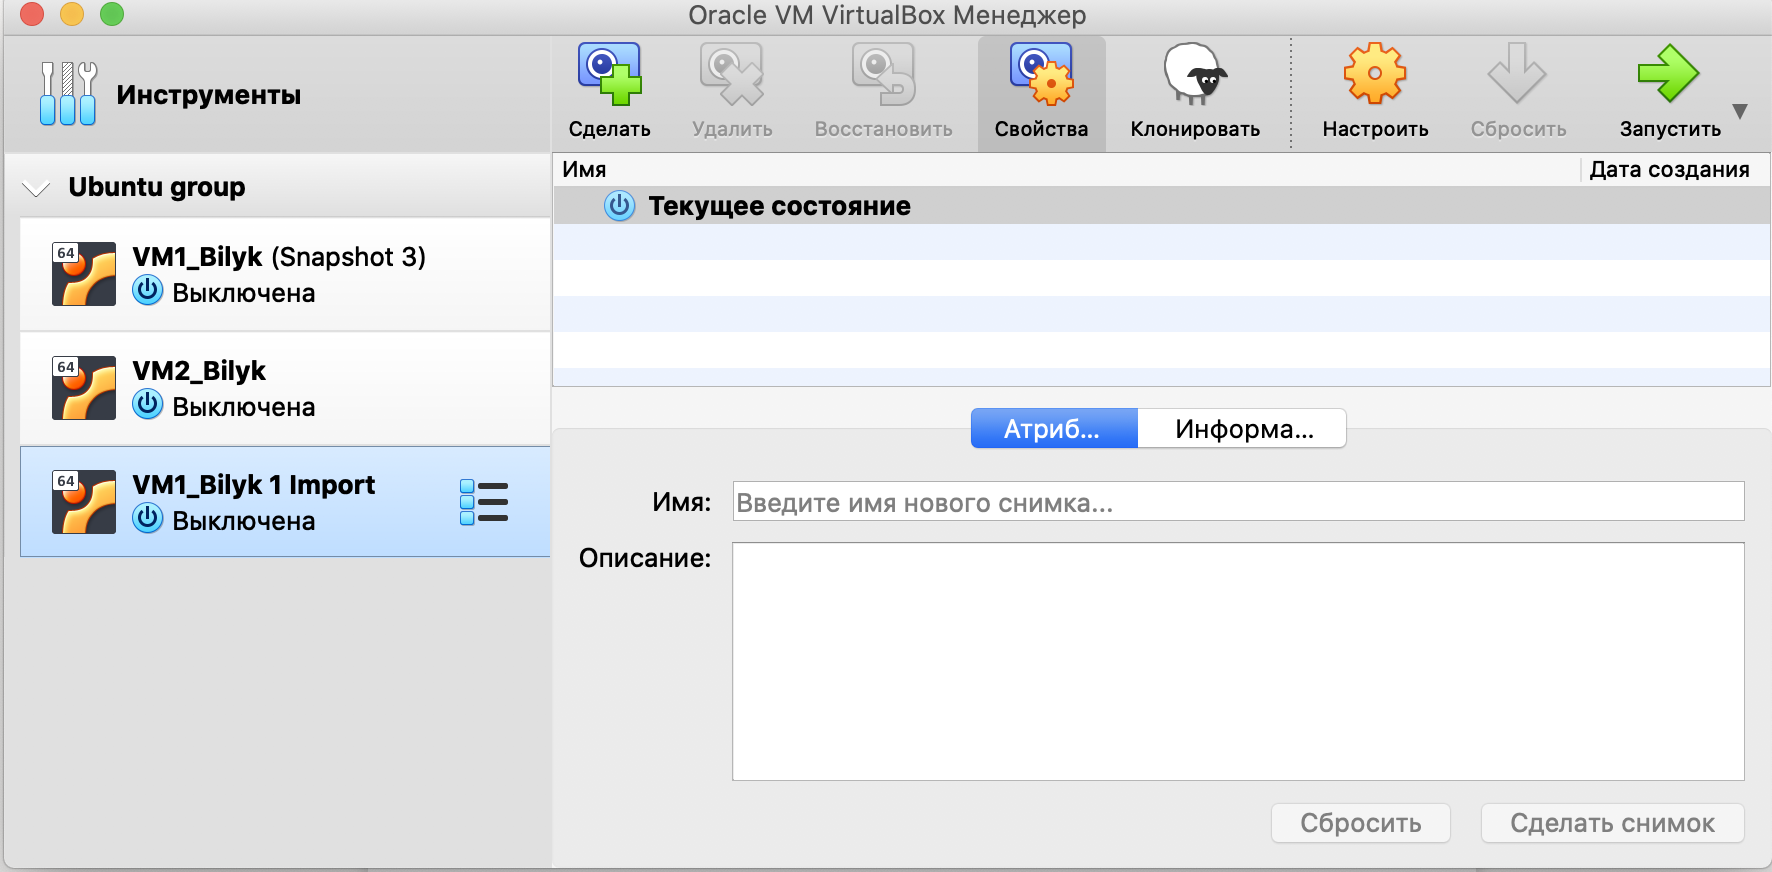 Oracle VM VirtualBox Менеджер
Инструменты
Сделать
Удалить
Восстановить
Свойства
Клонировать
Настроить
Сбросить
Запустить
Ubuntu group
64
VM1_Bilyk (Snapshot 3)
Выключена
64
VM2_Bilyk
Выключена
64
VM1_Bilyk 1 Import
Выключена
Имя
Дата создания
Текущее состояние
Атриб...
Информа...
Имя:
Введите имя нового снимка...
Описание:
Сбросить
Сделать снимок